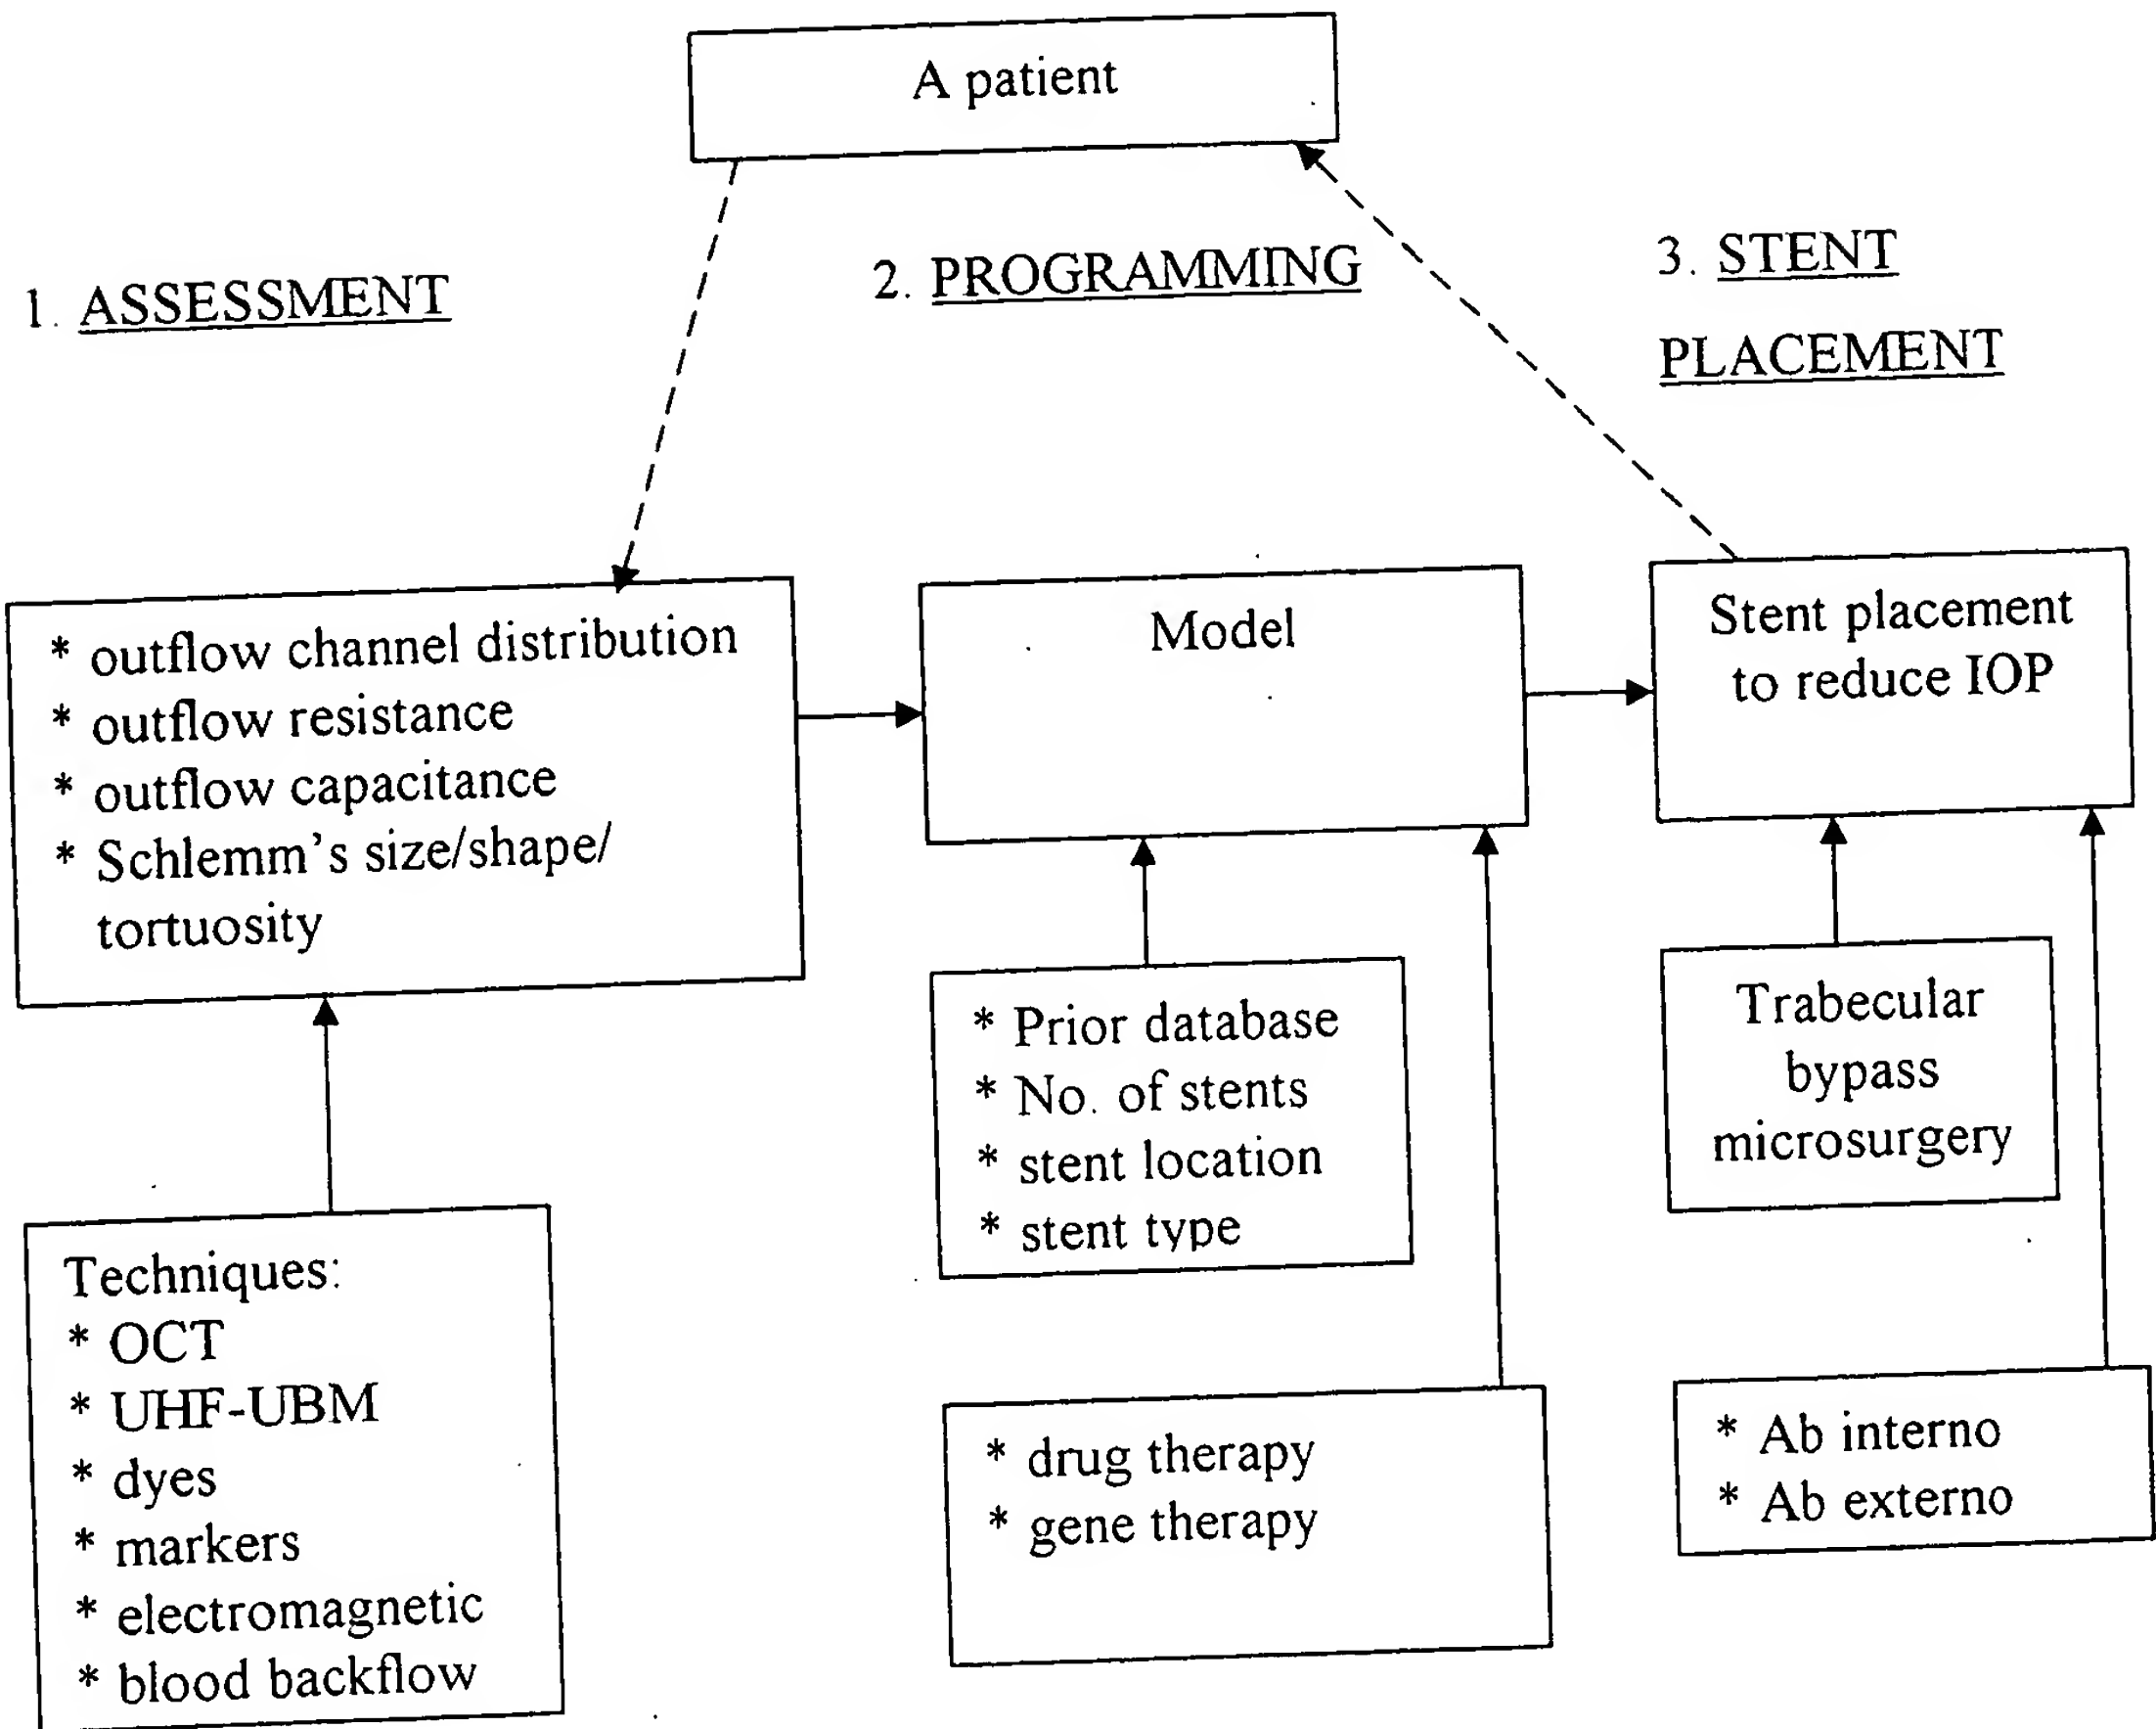 A patient
1. ASSESSMENT
2. PROGRAMMING
3. STENT
PLACEMENT
* outflow channel distribution
* outflow resistance
* outflow capacitance
* Schlemm's size/shape/
tortuosity
Model
Stent placement
to reduce IOP
* Prior database
* No. of stents
* stent location
* stent type
Trabecular
bypass
microsurgery
Techniques:
* OCT
* UHF-UBM
* dyes
* markers
* electromagnetic
* blood backflow
* drug therapy
* gene therapy
* Ab interno
* Ab externo